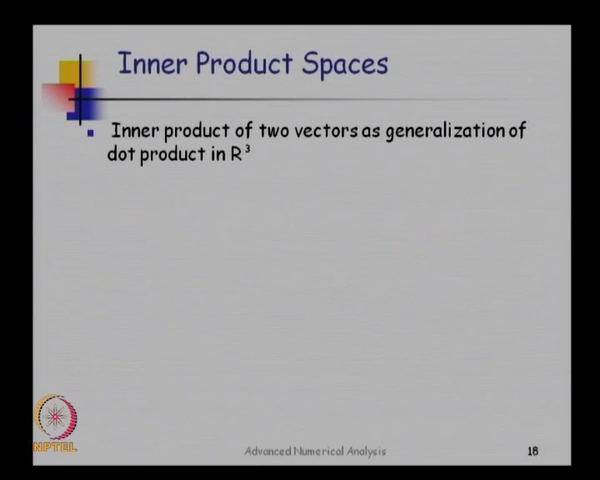 Inner Product Spaces
Inner product of two vectors as generalization of
dot product in R³
NPTEL
Advanced Numerical Analysis
18